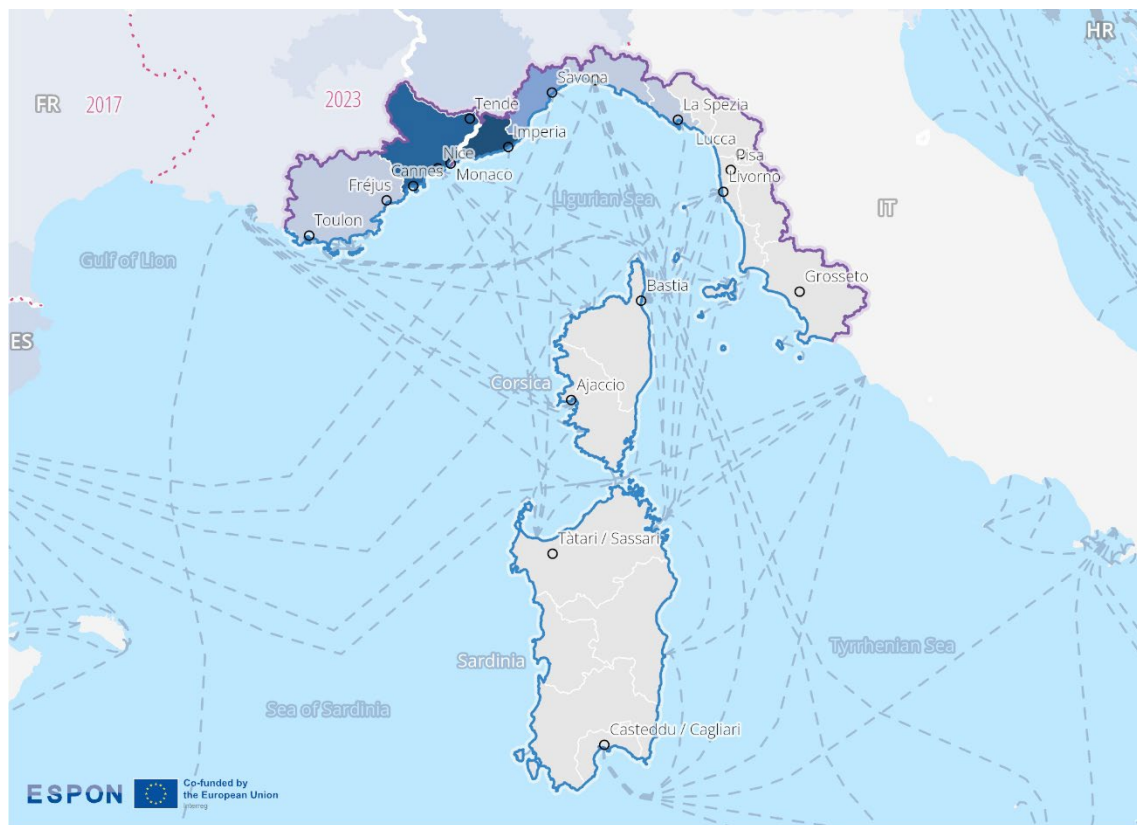 HR
FR
2017
2023
Savona
Tende
La Spezia
Imperia
Lucca
Nice
Pisa
Cannes
Monaco
Livorno
Fréjus
Ligurian Sea
IT
Toulon
Gulf of Lion
Grosseto
Bastia
ES
Corsica
Ajaccio
Tàtari / Sassari
Tyrrhenian Sea
Sardinia
Sea of Sardinia
Casteddu / Cagliari
ESPON
Co-funded by
the European Union
Interreg